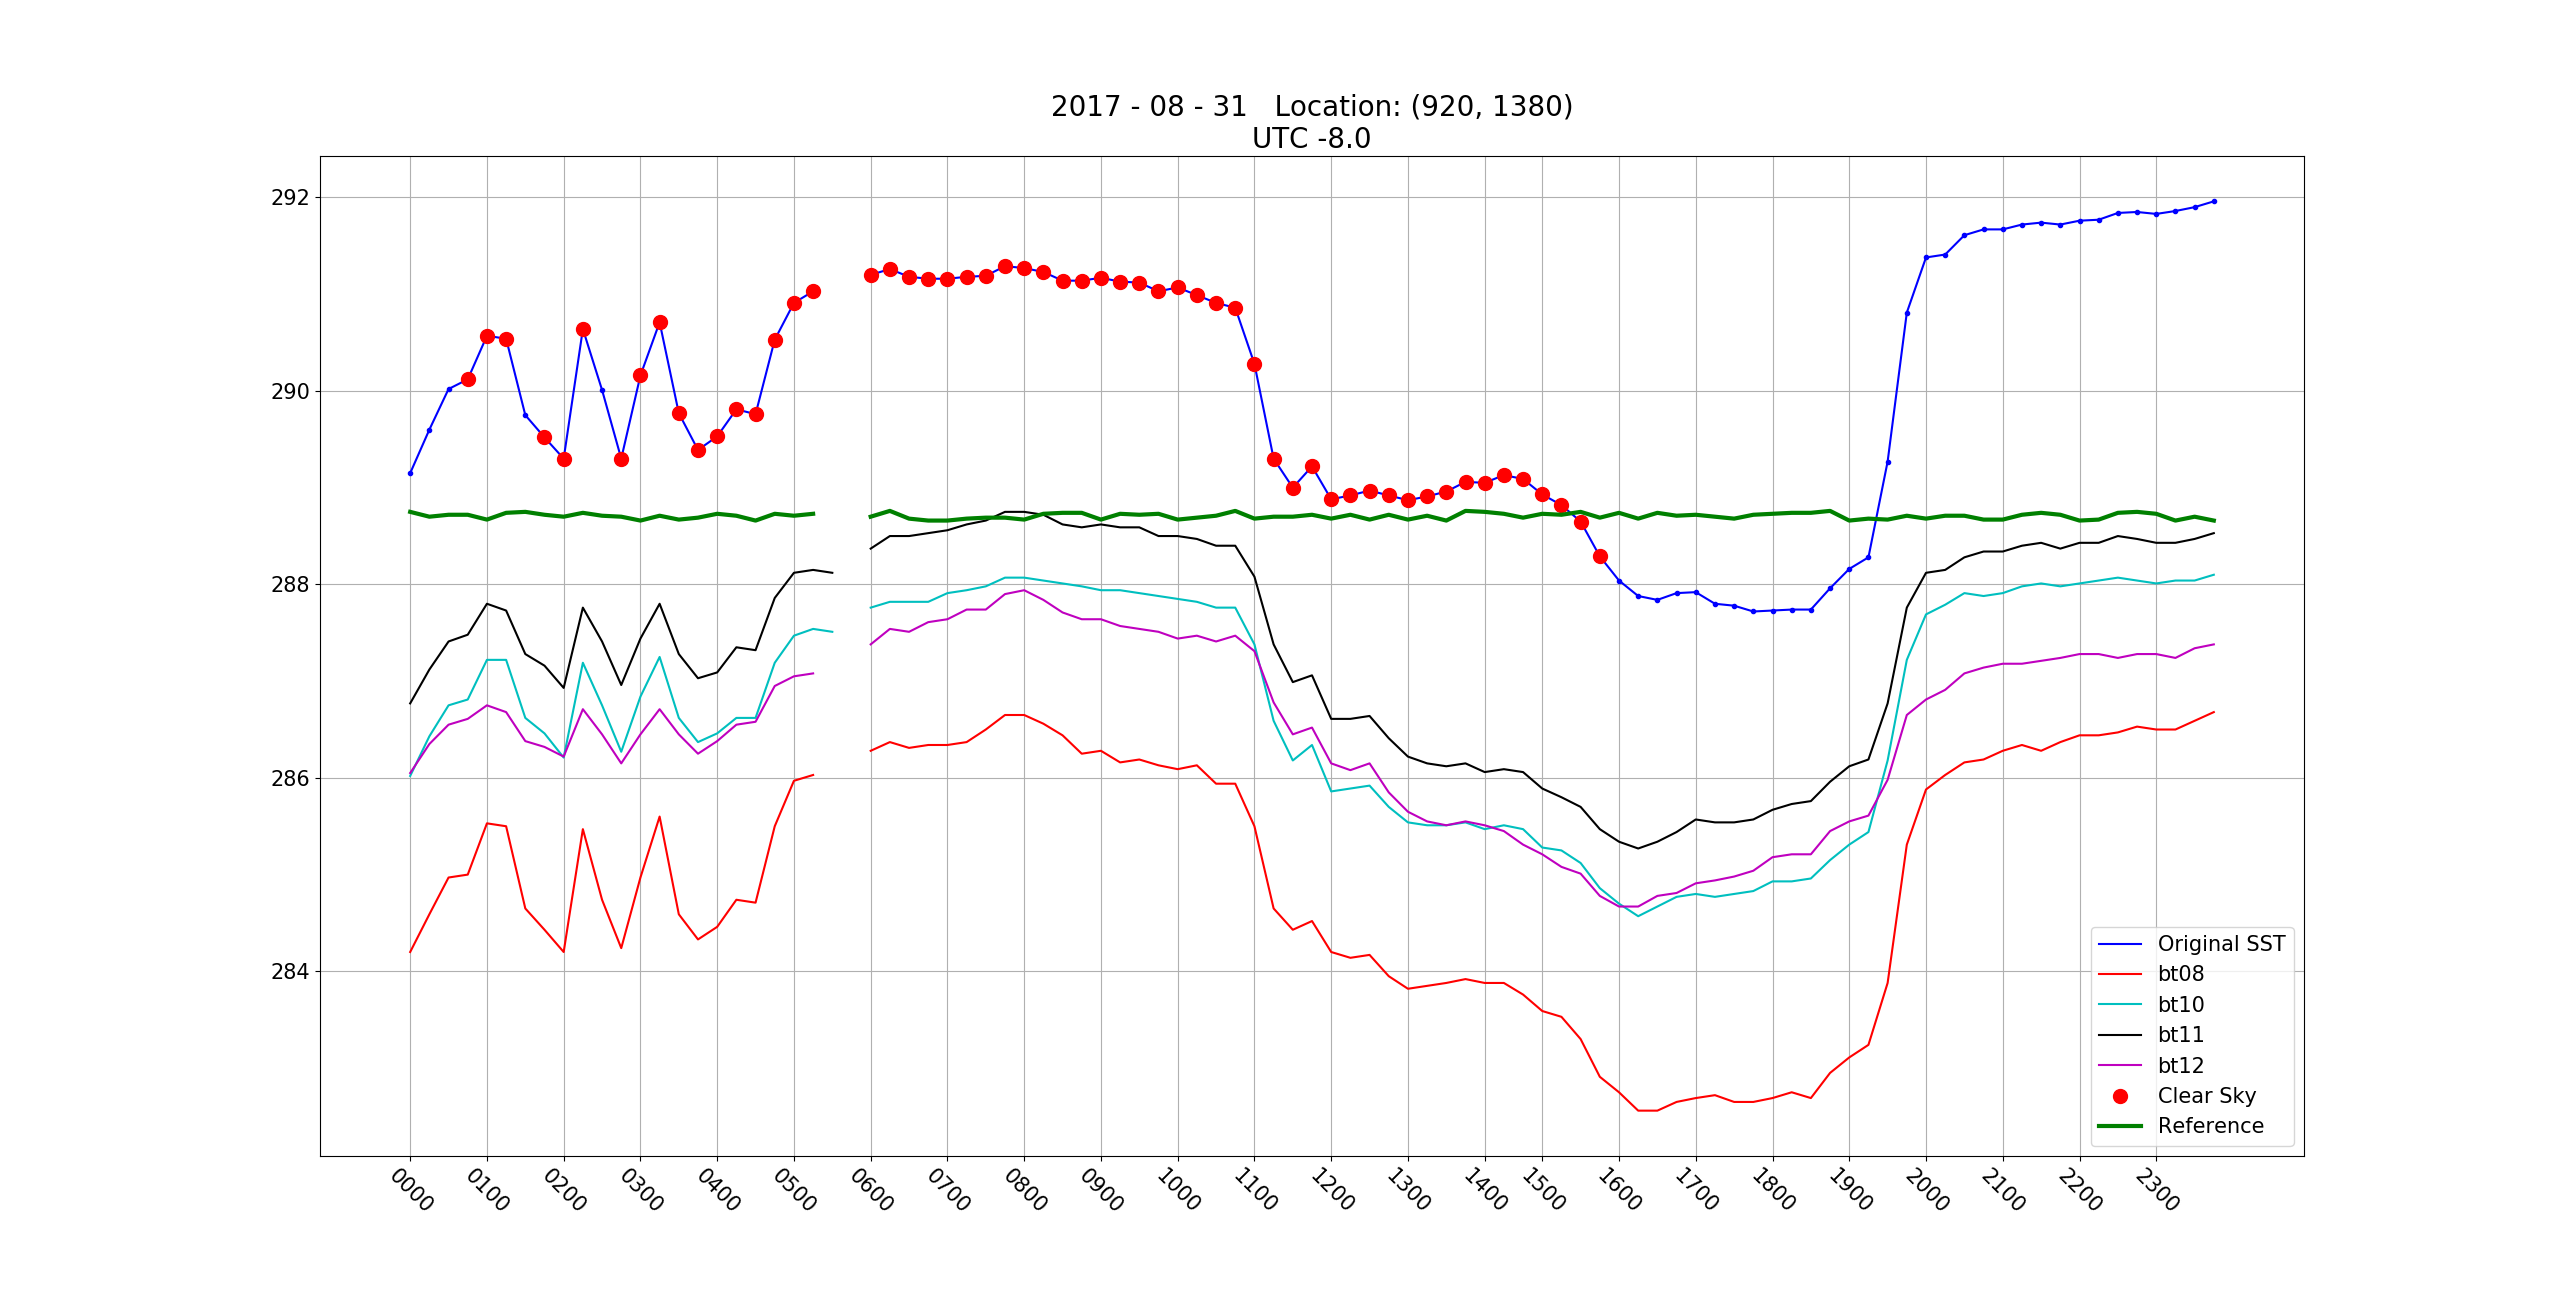 2017 - 08 - 31   Location: (920, 1380)
UTC -8.0
292
290
288
286
284
0000 0100 0200 0300 0400 0500 0600 0700 0800 0900 1000 1100 1200 1300 1400 1500 1600 1700 1800 1900 2000 2100 2200 2300
Original SST
bt08
bt10
bt11
bt12
Clear Sky
Reference